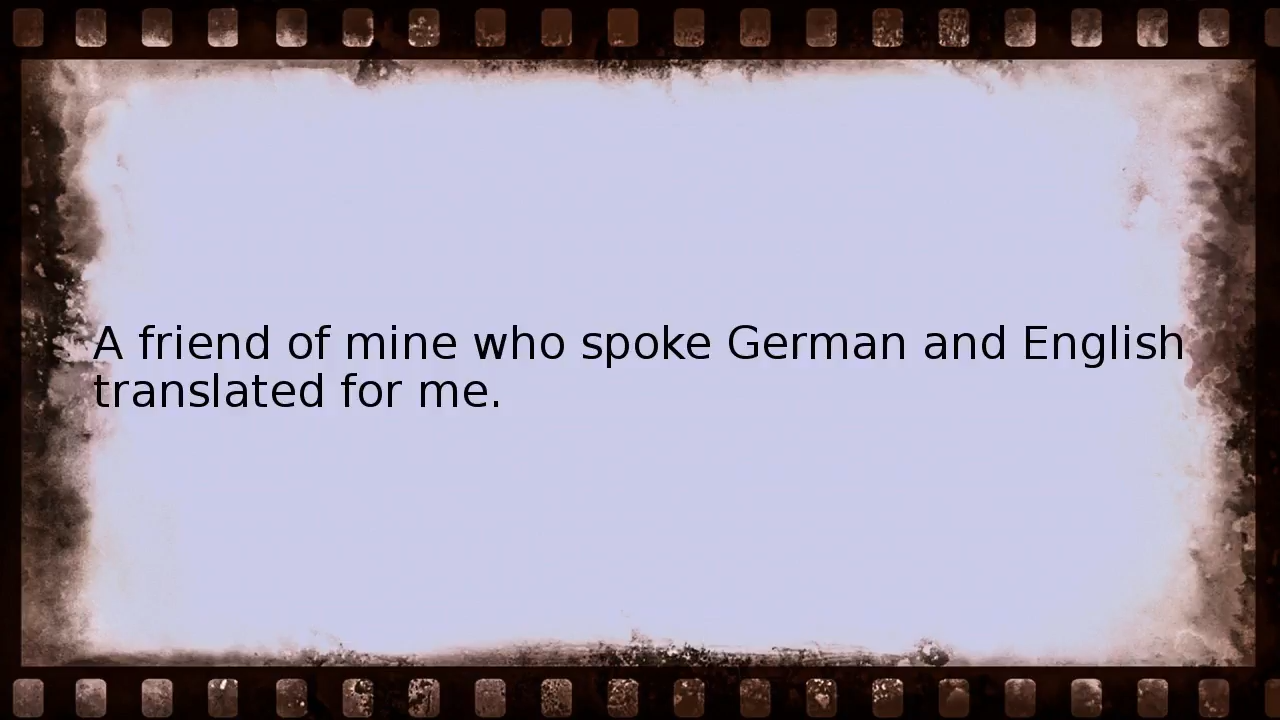 A friend of mine who spoke German and English
translated for me.